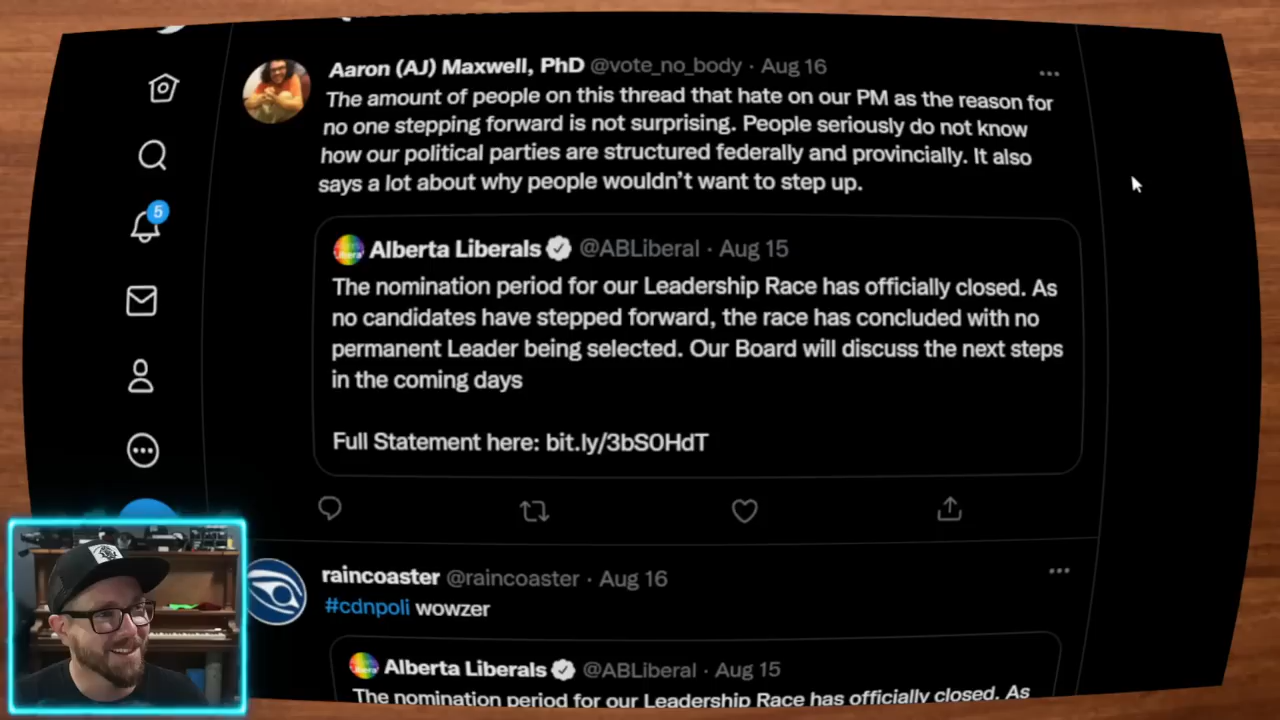 Aaron (AJ) Maxwell, PhD @vote_no_body · Aug 16
The amount of people on this thread that hate on our PM as the reason for
no one stepping forward is not surprising. People seriously do not know
how our political parties are structured federally and provincially. It also
says a lot about why people wouldn't want to step up.
5
Alberta Liberals @ABLiberal · Aug 15
The nomination period for our Leadership Race has officially closed. As
no candidates have stepped forward, the race has concluded with no
permanent Leader being selected. Our Board will discuss the next steps
in the coming days
Full Statement here: bit.ly/3bS0HdT
raincoaster @raincoaster · Aug 16
#cdnpoli wowzer
Alberta Liberals @ABLiberal · Aug 15
The nomination period for our Leadership Race has officially closed. As